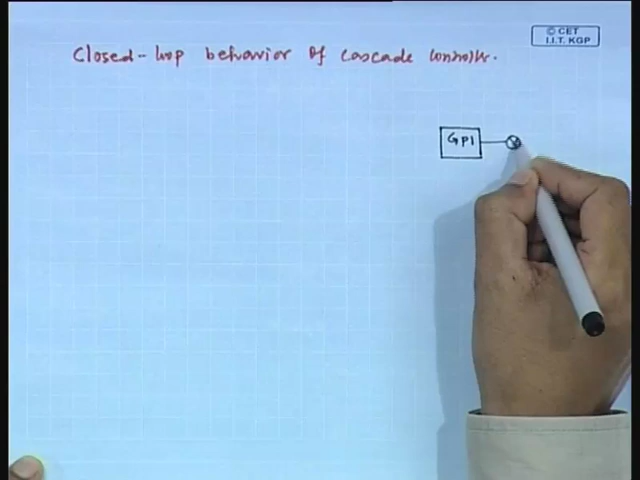 © CET
I.I.T. KGP
Closed-loop behavior of cascade controller.
GP1